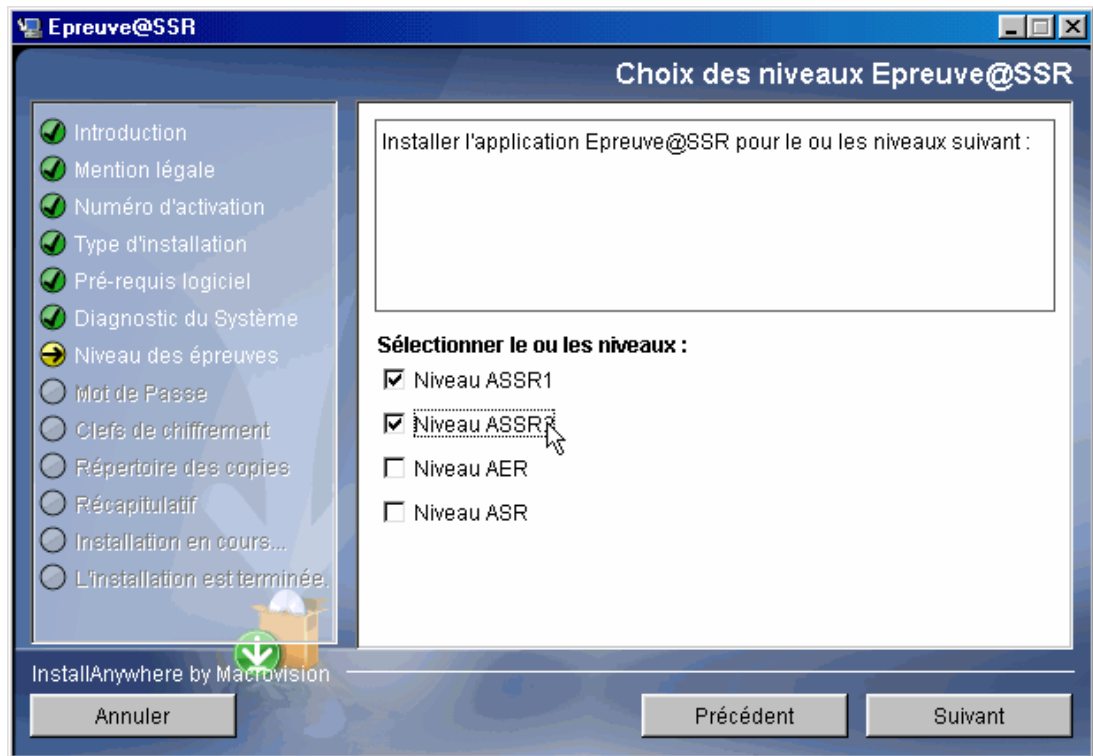 Epreuve@SSR
Choix des niveaux Epreuve@SSR
Introduction
Mention légale
Numéro d'activation
Type d'installation
Pré-requis logiciel
Diagnostic du Système
Niveau des épreuves
Mot de Passe
Clefs de chiffrement
Répertoire des copies
Récapitulatif
Installation en cours...
L'installation est terminée.
Installer l'application Epreuve@SSR pour le ou les niveaux suivant :
Sélectionner le ou les niveaux :
Niveau ASSR1
Niveau ASSR2
Niveau AER
Niveau ASR
InstallAnywhere by Macrovision
Annuler
Précédent
Suivant